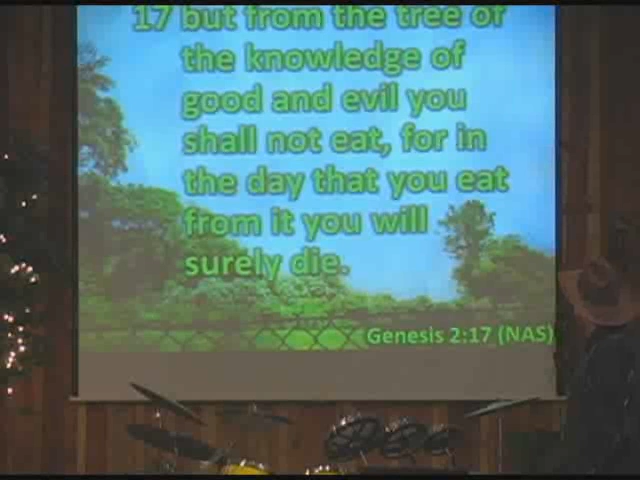 17 but from the tree of
the knowledge of
good and evil you
shall not eat, for in
the day that you eat
from it you will
surely die.
Genesis 2:17 (NAS)